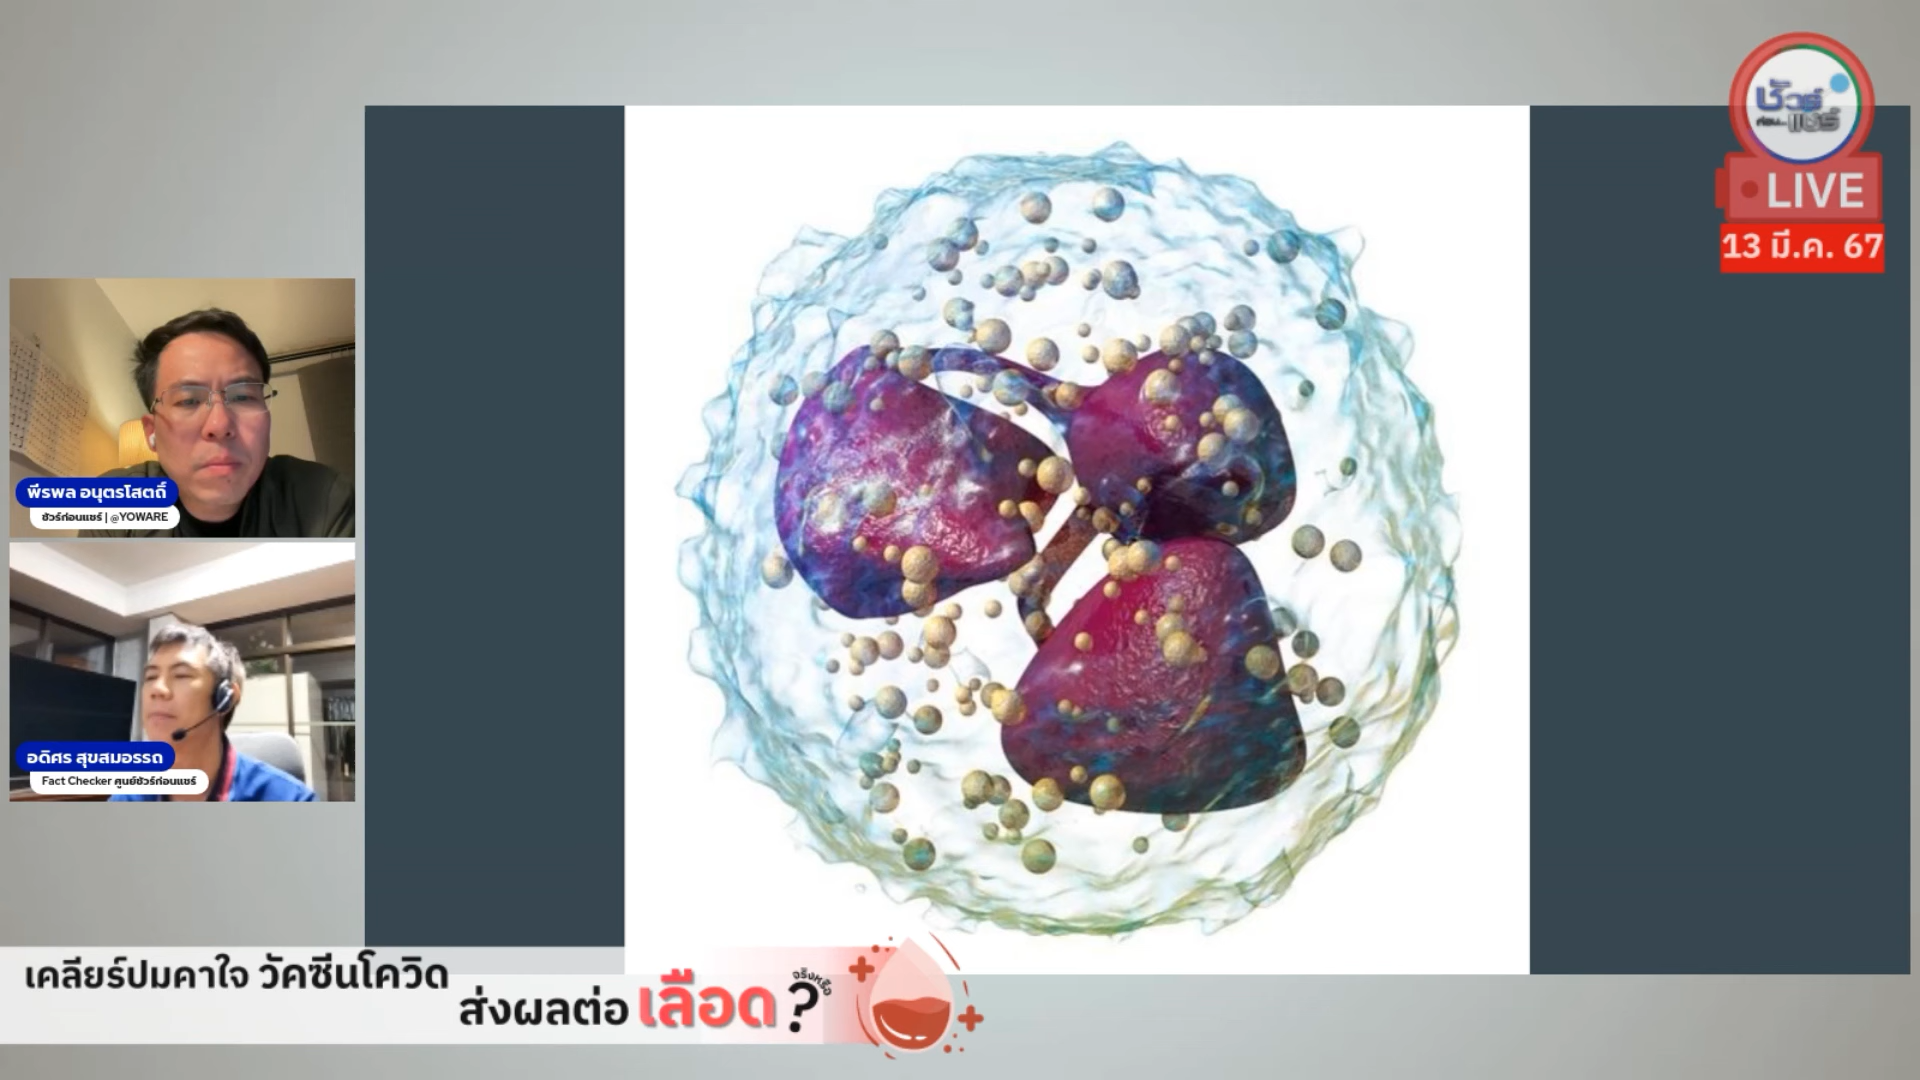 ชัวร์
ก่อน...แชร์
LIVE
13 มี.ค. 67
พีรพล อนุตรโสตถิ์
ชัวร์ก่อนแชร์ | @YOWARE
อดิศร สุขสมอรรถ
Fact Checker ศูนย์ชัวร์ก่อนแชร์
เคลียร์ปมคาใจ วัคซีนโควิด
ส่งผลต่อ เลือด ?
จริงหรือ